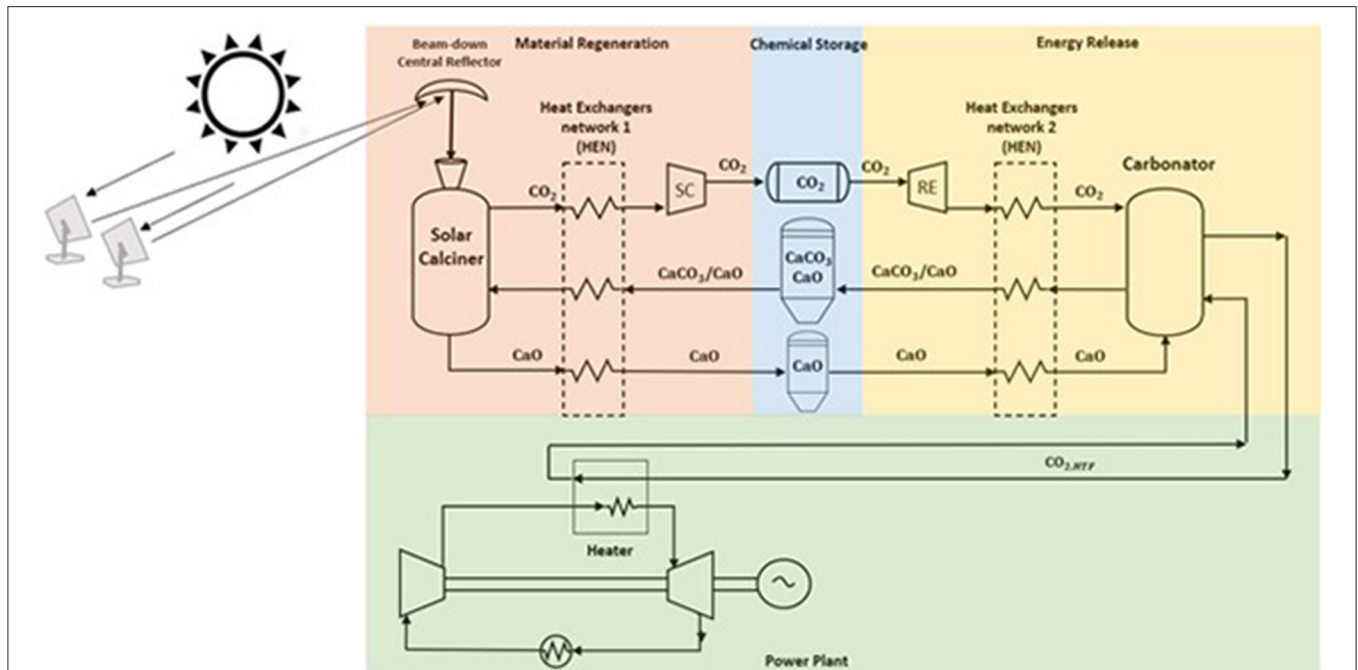 Beam-down
Central Reflector
Material Regeneration
Chemical Storage
Energy Release
Heat Exchangers
network 1
(HEN)
Heat Exchangers
network 2
(HEN)
Carbonator
CO₂
SC
CO₂
CO₂
CO₂
RE
CO₂
Solar
Calciner
CaCO₃/CaO
CaCO₃
CaO
CaCO₃/CaO
CaO
CaO
CaO
CaO
CaO
CO₂,HTF
Heater
Power Plant